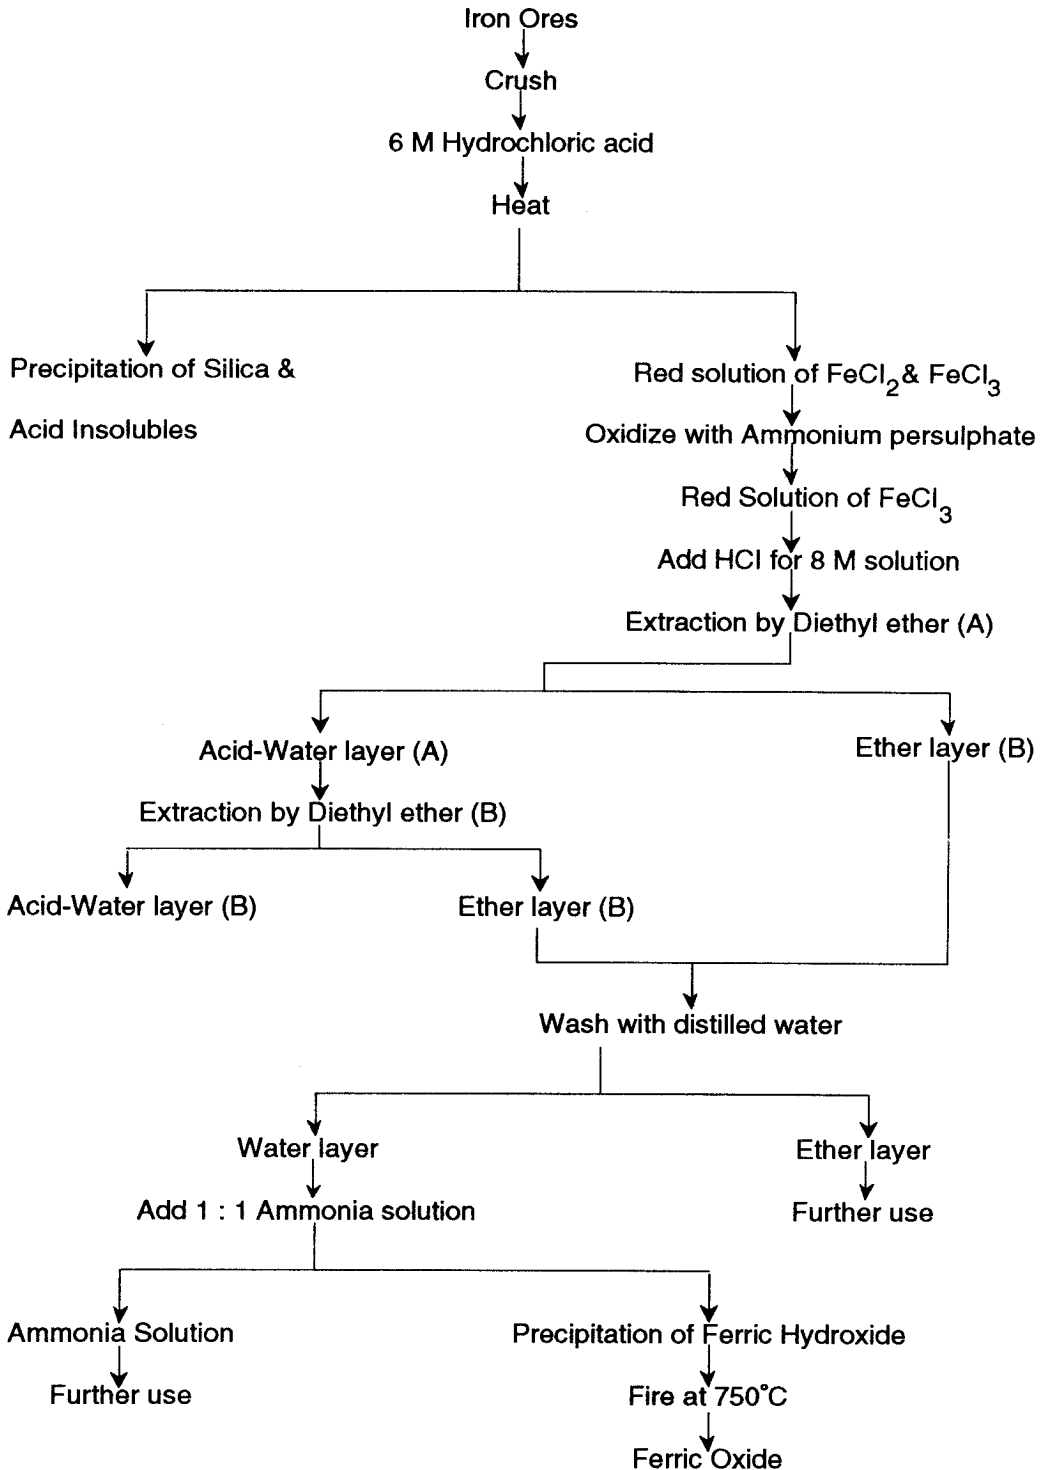 Iron Ores
Crush
6 M Hydrochloric acid
Heat
Precipitation of Silica &
Acid Insolubles
Red solution of FeCl2& FeCl3
Oxidize with Ammonium persulphate
Red Solution of FeCl3
Add HCl for 8 M solution
Extraction by Diethyl ether (A)
Acid-Water layer (A)
Ether layer (B)
Extraction by Diethyl ether (B)
Acid-Water layer (B)
Ether layer (B)
Wash with distilled water
Water layer
Ether layer
Add 1 : 1 Ammonia solution
Further use
Ammonia Solution
Precipitation of Ferric Hydroxide
Further use
Fire at 750°C
Ferric Oxide